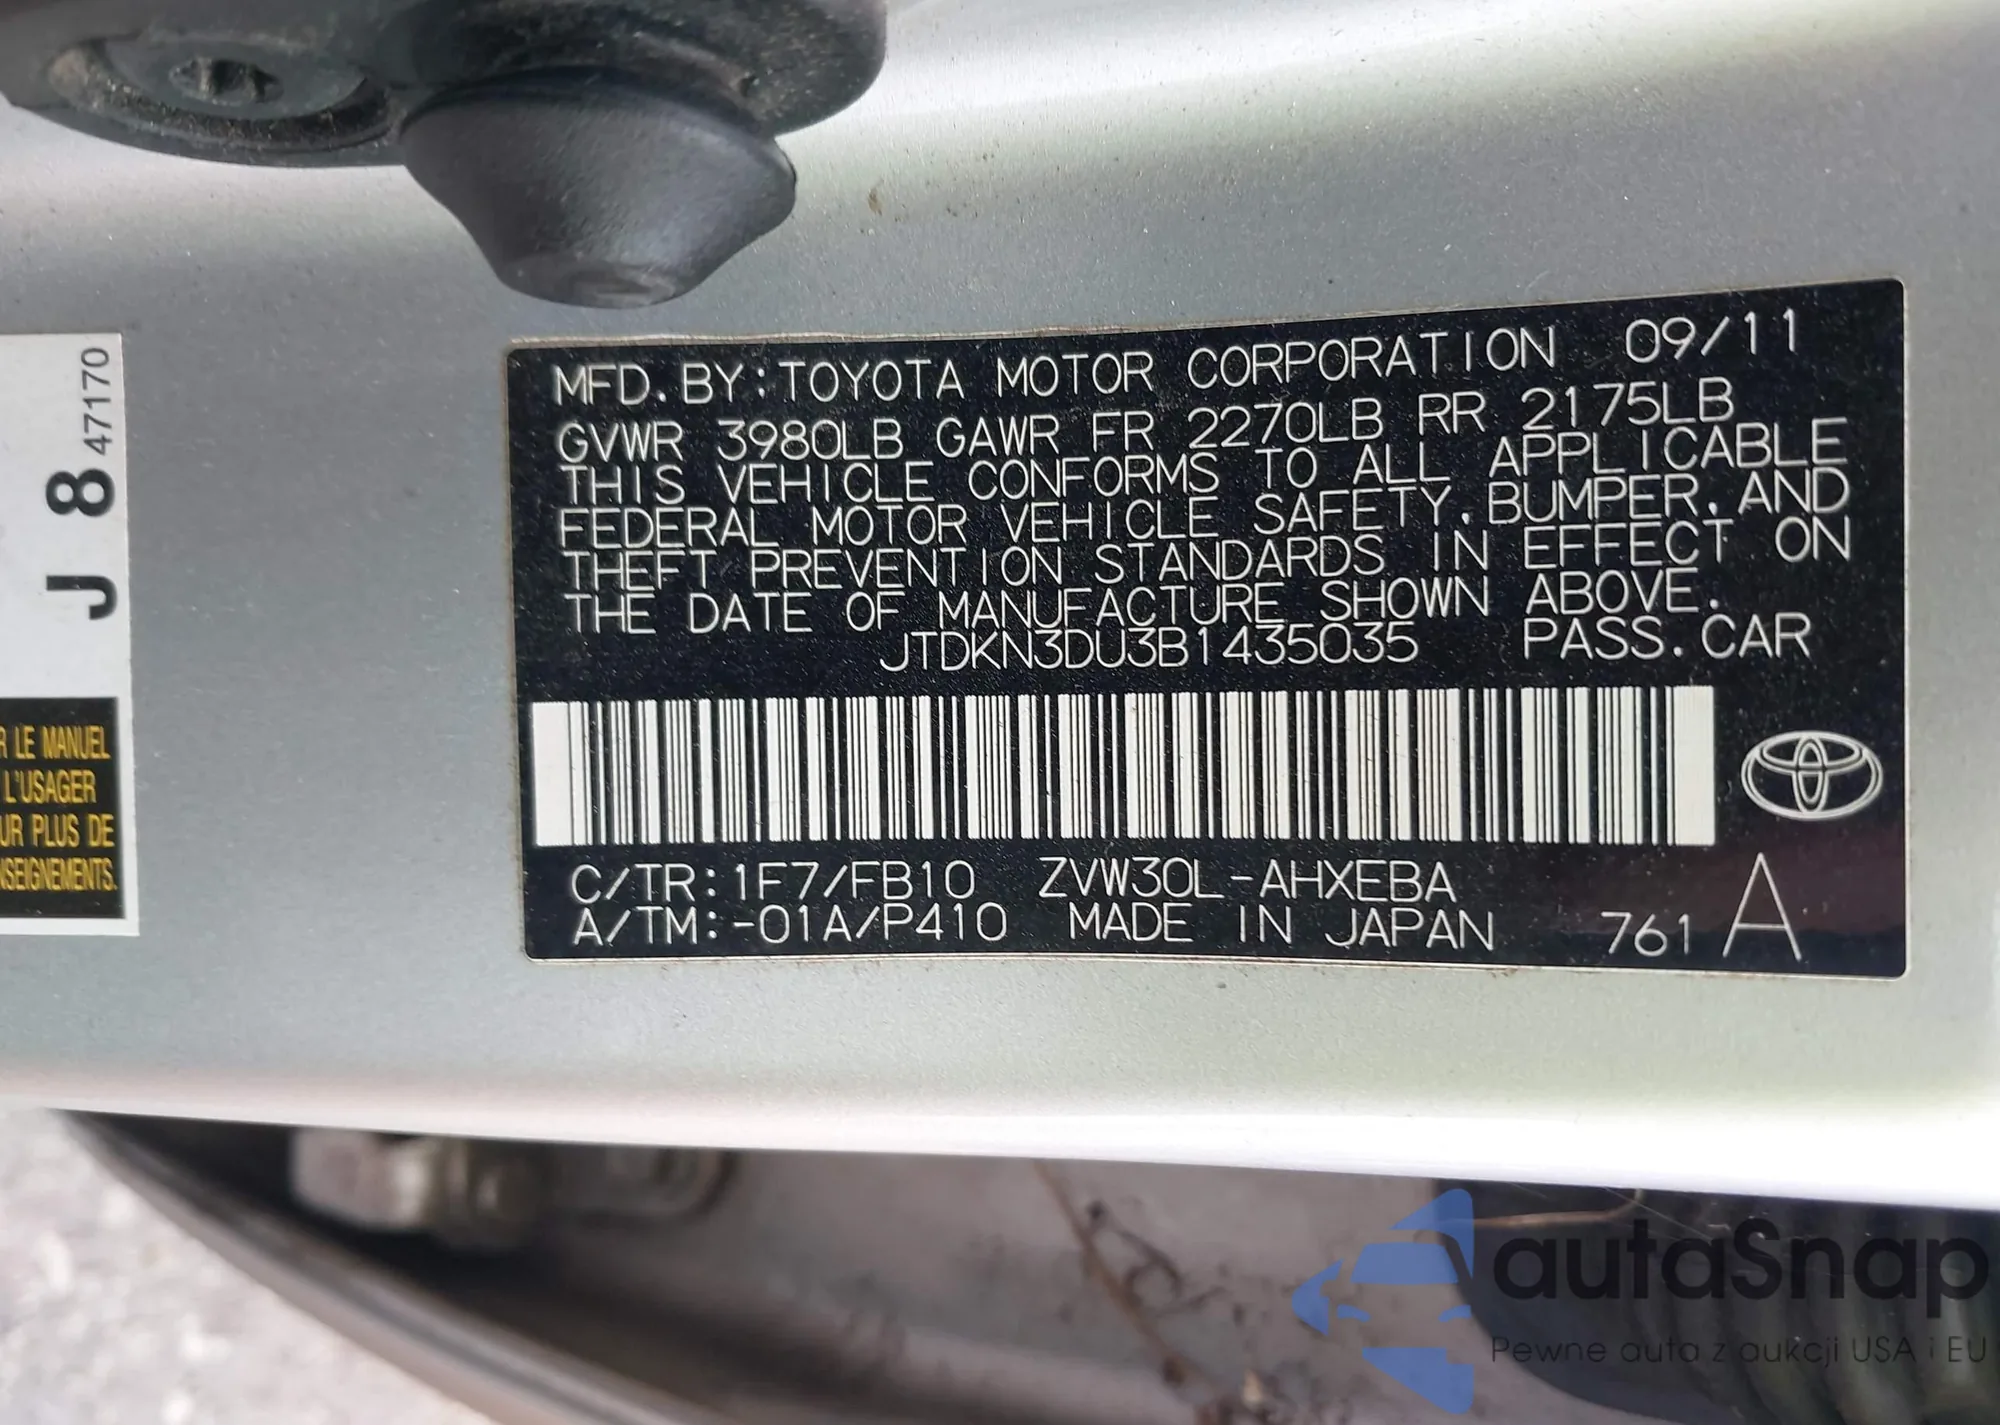 MFD. BY: TOYOTA MOTOR CORPORATION 09/11
GVWR 3980LB GAWR FR 2270LB RR 2175LB
THIS VEHICLE CONFORMS TO ALL APPLICABLE
FEDERAL MOTOR VEHICLE SAFETY, BUMPER, AND
THEFT PREVENTION STANDARDS IN EFFECT ON
THE DATE OF MANUFACTURE SHOWN ABOVE.
JTDKN3DU3B1435035 PASS. CAR
C/TR: 1F7/FB10 ZVW30L-AHXEBA
A/TM: -01A/P410 MADE IN JAPAN 761 A
J 8 47170
LE MANUEL
L'USAGER
PLUS DE
autoSnap
Pewne auta z aukcji USA i EU